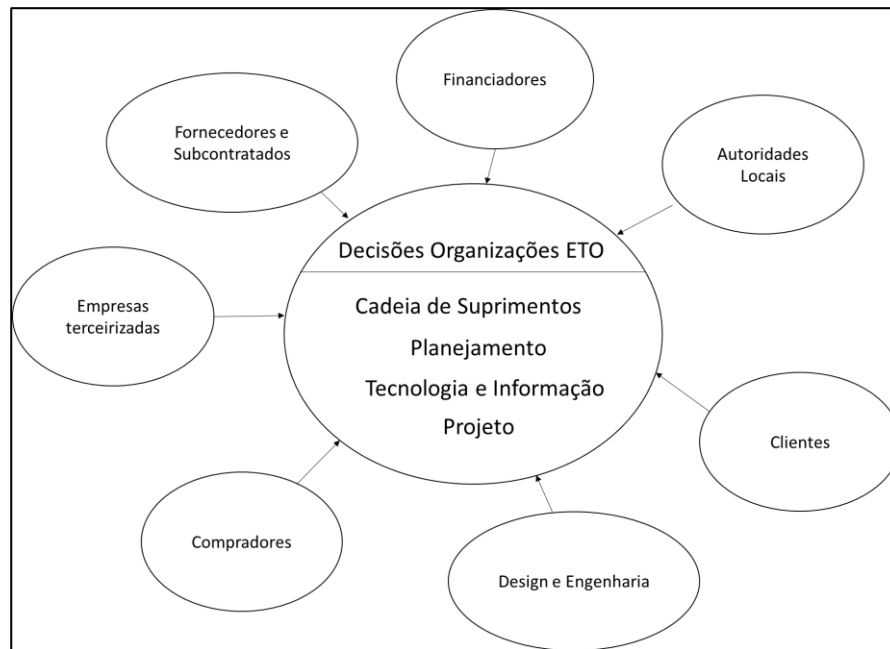 Financiadores
Fornecedores e
Subcontratados
Autoridades
Locais
Decisões Organizações ETO
Cadeia de Suprimentos
Planejamento
Tecnologia e Informação
Projeto
Empresas
terceirizadas
Clientes
Compradores
Design e Engenharia